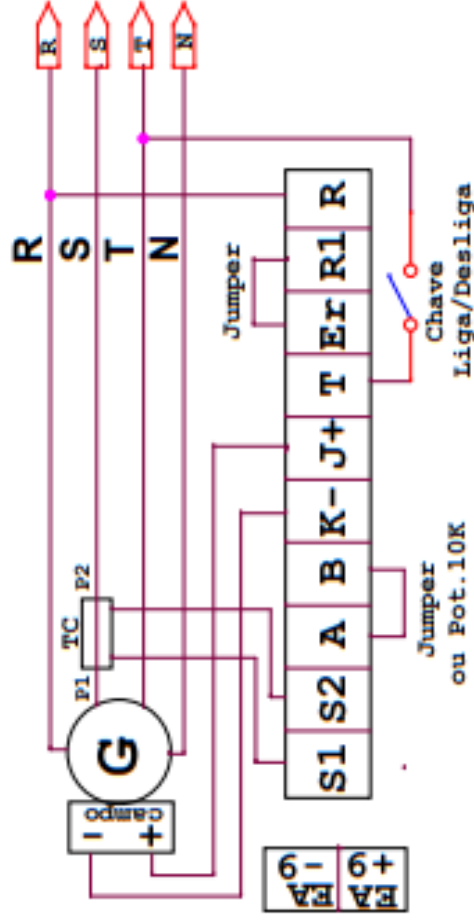 R
S
T
N
R
S
T
N
Jumper
R
R1
Er
T
J+
K-
B
A
S2
S1
Chave
Liga/Desliga
Jumper
ou Pot.10K
TC
P1
P2
G
campo
-
+
EA
9-
EA
9+